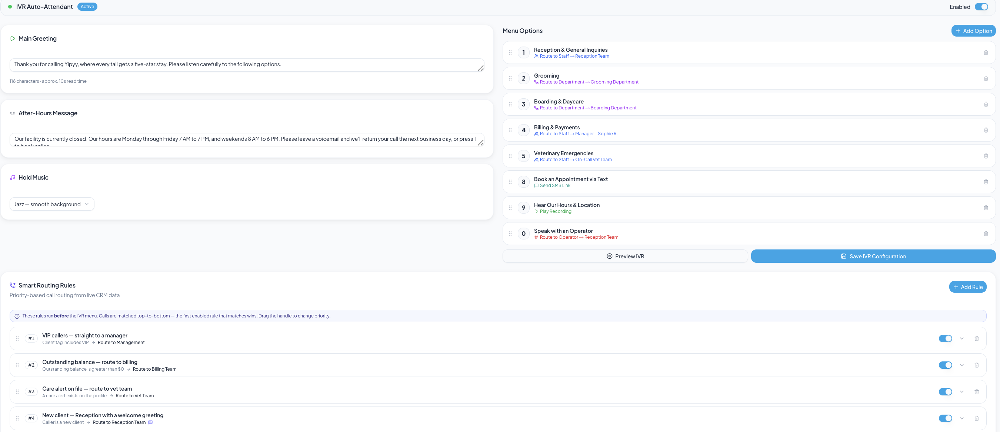 IVR Auto-Attendant
Active
Enabled
Main Greeting
Thank you for calling Yipyy, where every tail gets a five-star stay. Please listen carefully to the following options.
118 characters · approx. 10s read time
After-Hours Message
Our facility is currently closed. Our hours are Monday through Friday 7 AM to 7 PM, and weekends 8 AM to 6 PM. Please leave a voicemail and we'll return your call the next business day, or press 1
to book online
Hold Music
Jazz — smooth background
Menu Options
+ Add Option
1
Reception & General Inquiries
Route to Staff → Reception Team
2
Grooming
Route to Department → Grooming Department
3
Boarding & Daycare
Route to Department → Boarding Department
4
Billing & Payments
Route to Staff → Manager – Sophie R.
5
Veterinary Emergencies
Route to Staff → On-Call Vet Team
8
Book an Appointment via Text
Send SMS Link
9
Hear Our Hours & Location
Play Recording
0
Speak with an Operator
# Route to Operator → Reception Team
Preview IVR
Save IVR Configuration
Smart Routing Rules
Priority-based call routing from live CRM data
+ Add Rule
These rules run before the IVR menu. Calls are matched top-to-bottom — the first enabled rule that matches wins. Drag the handle to change priority.
#1
VIP callers — straight to a manager
Client tag includes VIP → Route to Management
#2
Outstanding balance — route to billing
Outstanding balance is greater than $0 → Route to Billing Team
#3
Care alert on file — route to vet team
A care alert exists on the profile → Route to Vet Team
#4
New client — Reception with a welcome greeting
Caller is a new client → Route to Reception Team